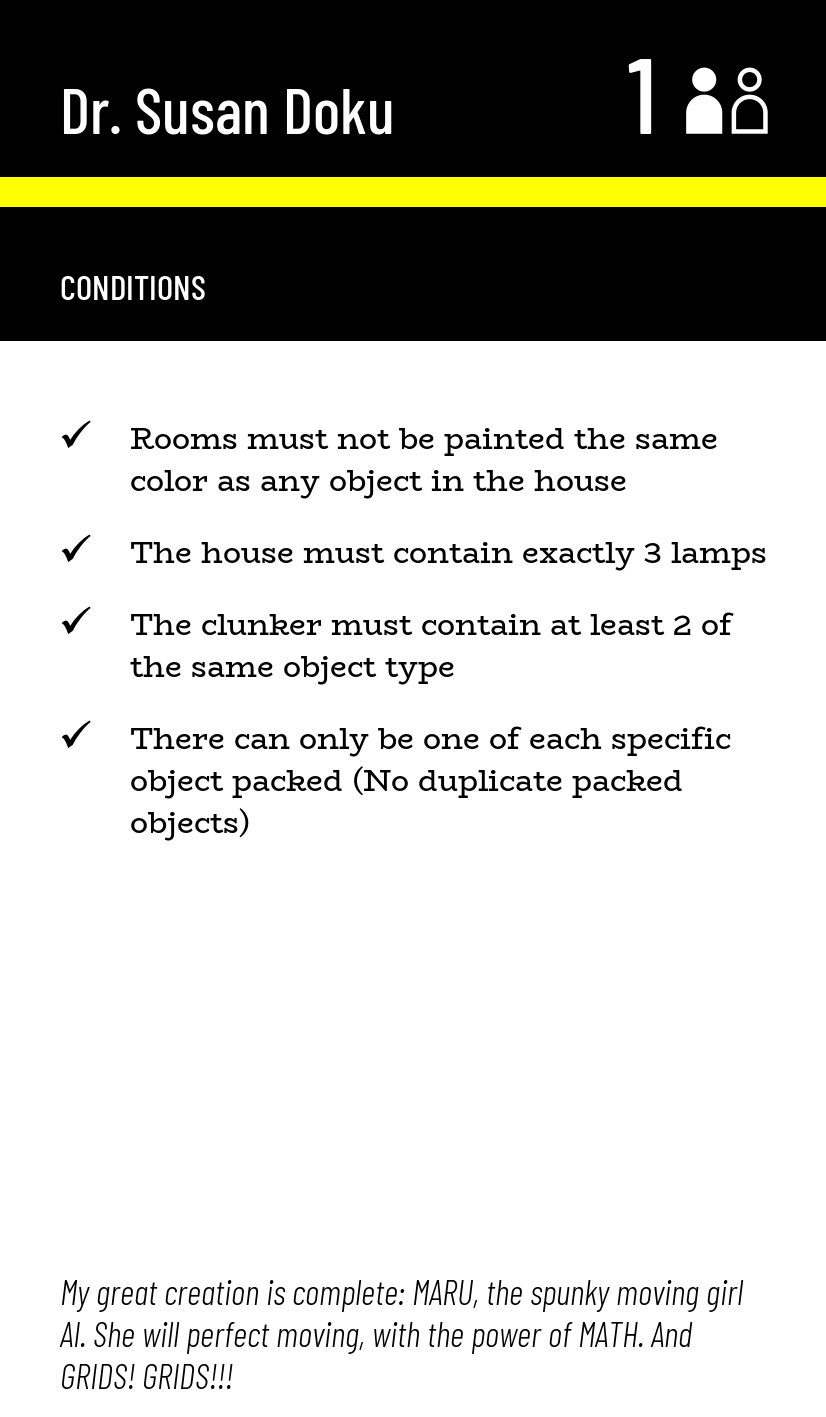 Dr. Susan Doku
1
CONDITIONS
✓ Rooms must not be painted the same
color as any object in the house
✓ The house must contain exactly 3 lamps
✓ The clunker must contain at least 2 of
the same object type
✓ There can only be one of each specific
object packed (No duplicate packed
objects)
My great creation is complete: MARU, the spunky moving girl
AI. She will perfect moving, with the power of MATH. And
GRIDS! GRIDS!!!